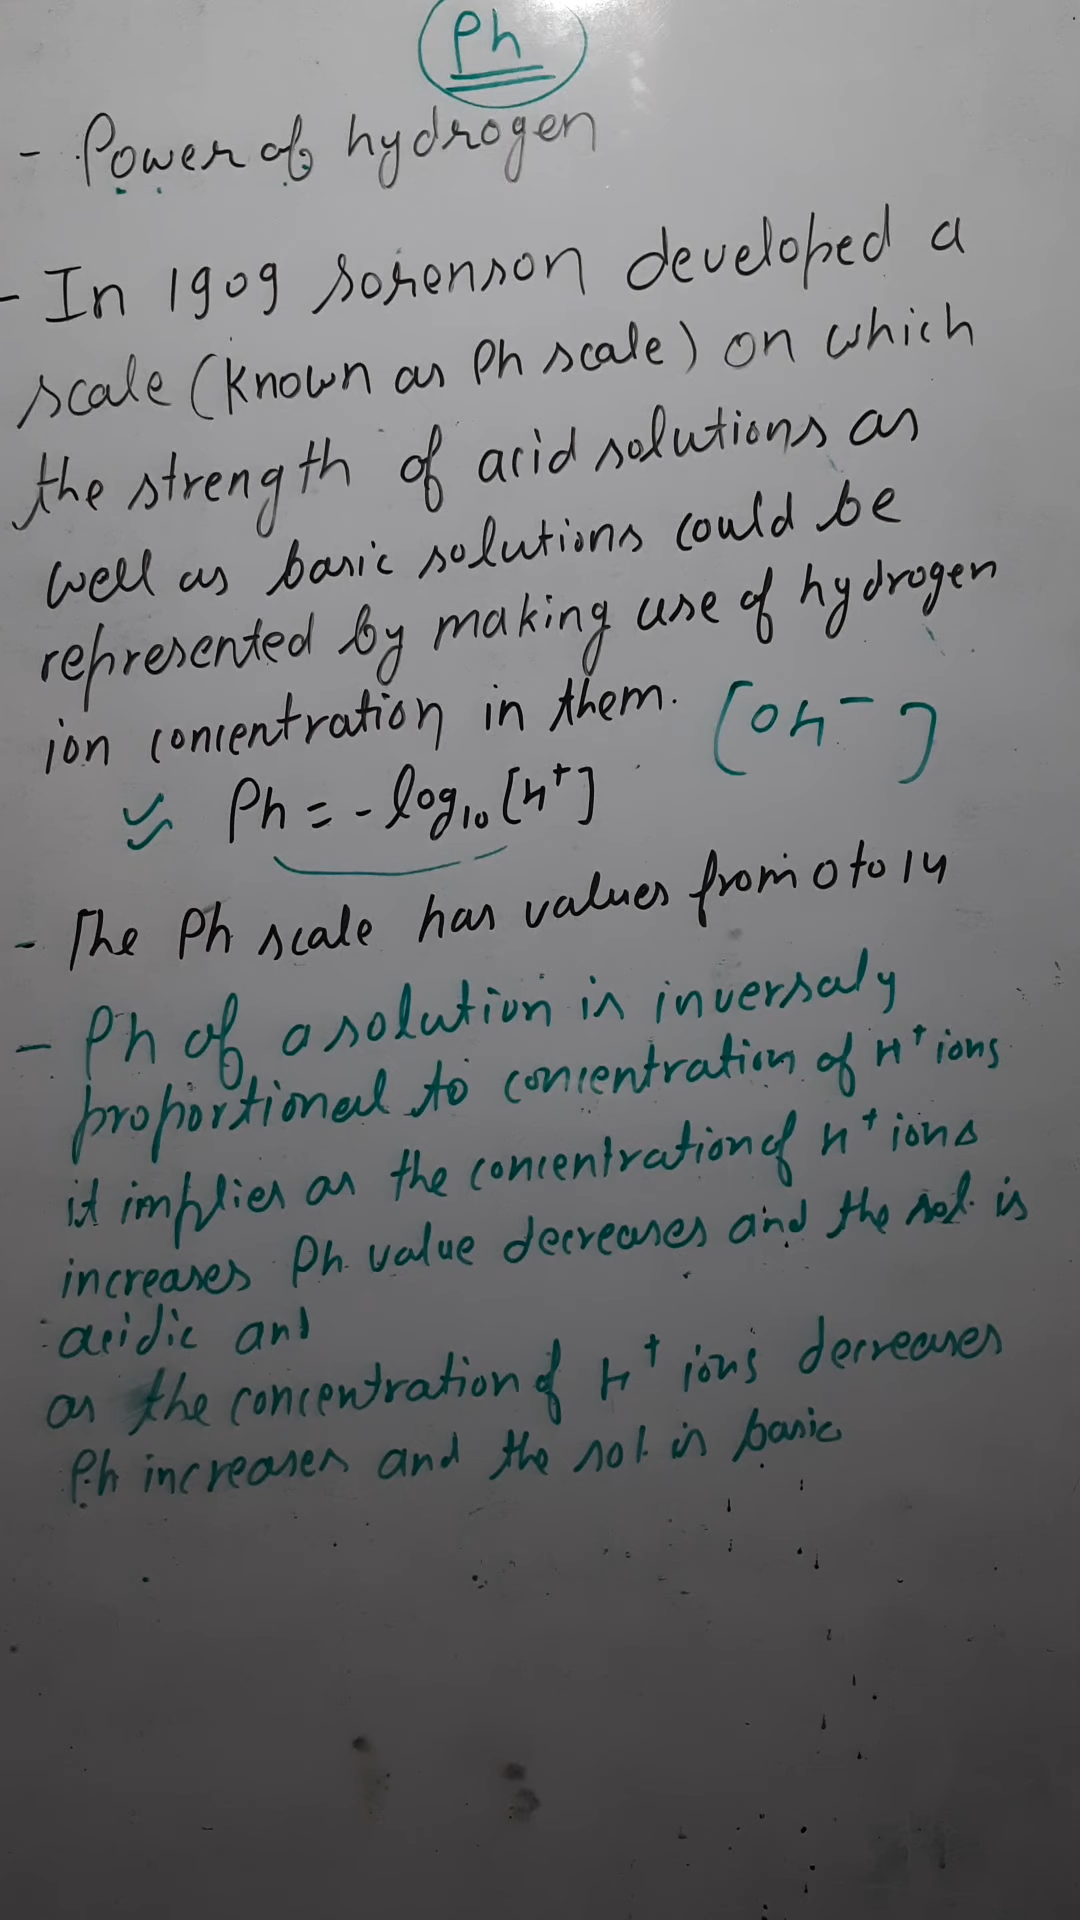 Ph
- Power of hydrogen
- In 1909 sorenson developed a
scale (known as Ph scale) on which
the strength of acid solutions as
well as basic solutions could be
represented by making use of hydrogen
ion concentration in them. [OH⁻]
Ph = -log₁₀ [H⁺]
- The Ph scale has values from 0 to 14
- Ph of a solution is inversaly
proportional to concentration of H⁺ ions
it implies as the concentration of H⁺ ions
increases Ph value decreases and the sol. is
acidic and
as the concentration of H⁺ ions decreases
Ph increases and the sol. is basic